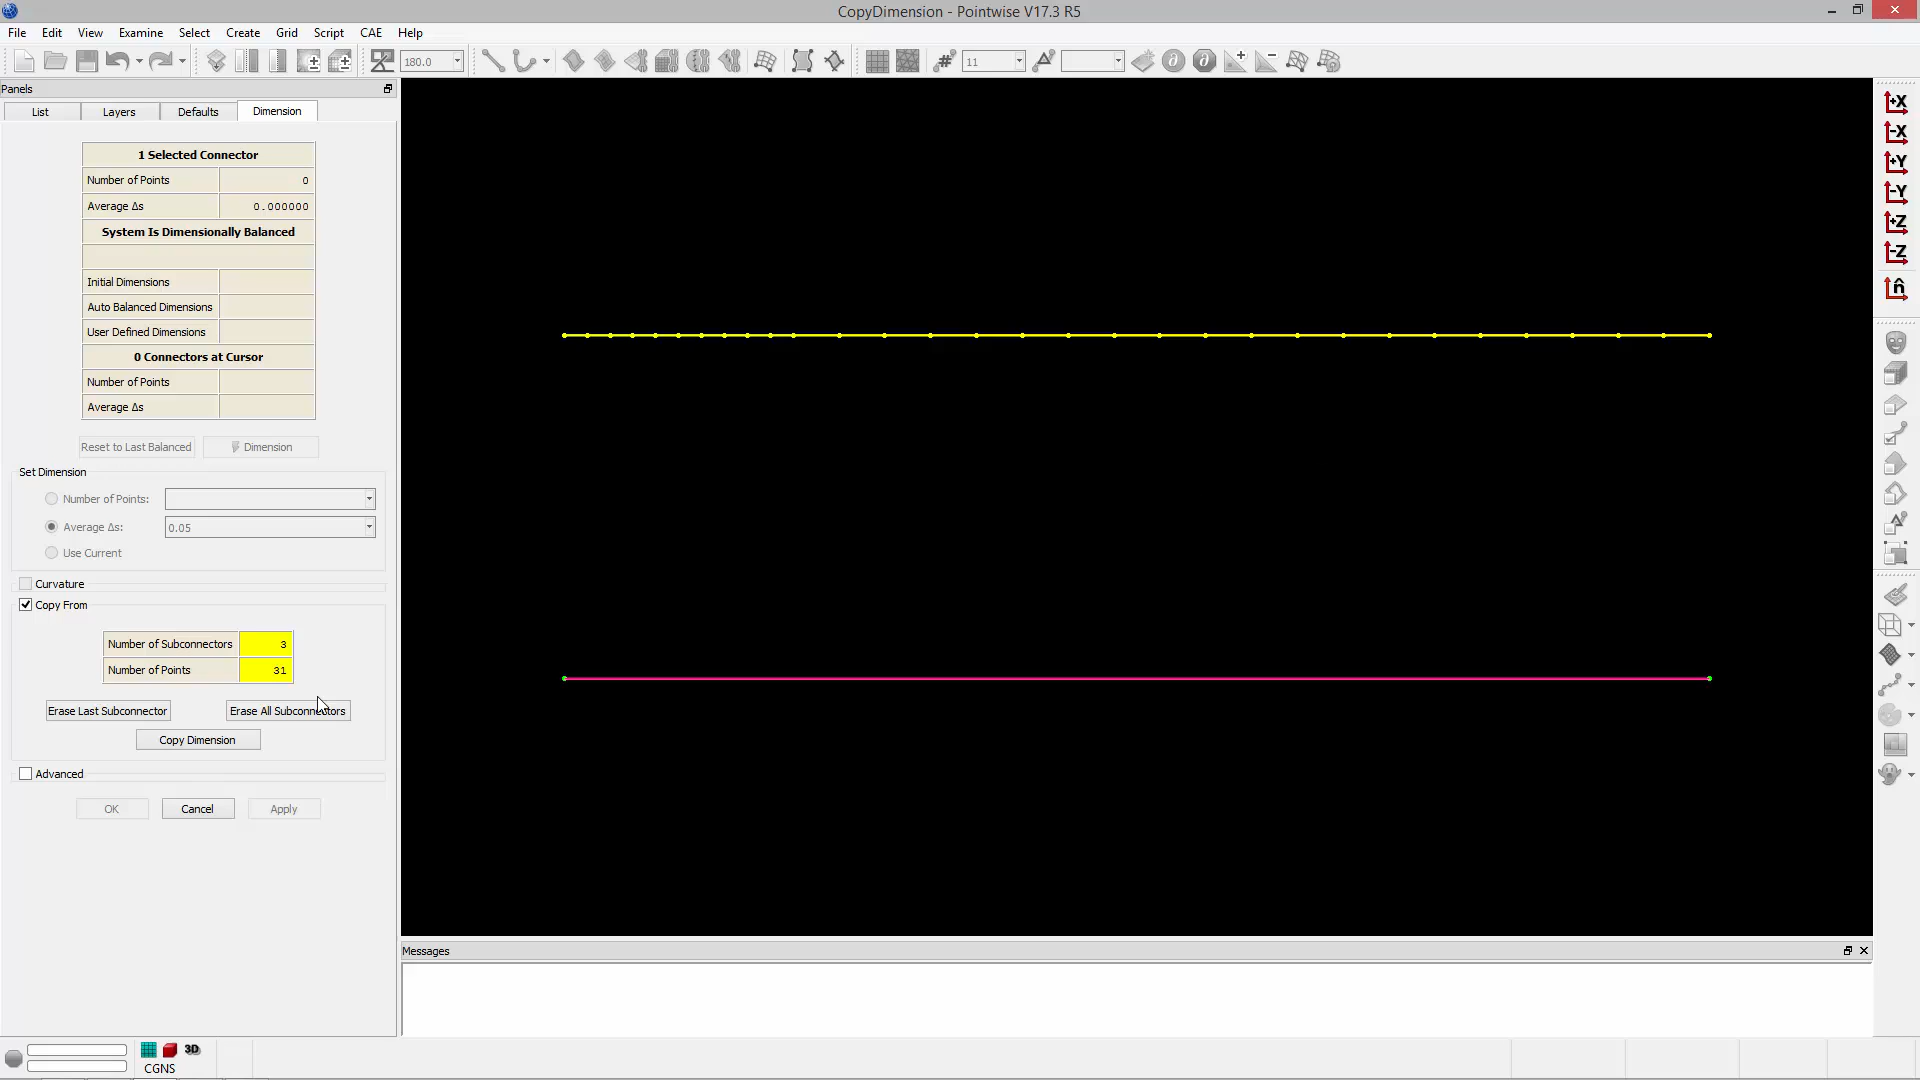 CopyDimension - Pointwise V17.3 R5
File Edit View Examine Select Create Grid Script CAE Help
180.0
11
Panels
List Layers Defaults Dimension
1 Selected Connector
Number of Points 0
Average Δs 0.000000
System Is Dimensionally Balanced
Initial Dimensions
Auto Balanced Dimensions
User Defined Dimensions
0 Connectors at Cursor
Number of Points
Average Δs
Reset to Last Balanced Dimension
Set Dimension
Number of Points:
Average Δs: 0.05
Use Current
Curvature
Copy From
Number of Subconnectors 3
Number of Points 31
Erase Last Subconnector Erase All Subconnectors
Copy Dimension
Advanced
OK Cancel Apply
+X
-X
+Y
-Y
+Z
-Z
n̂
Messages
3D
CGNS